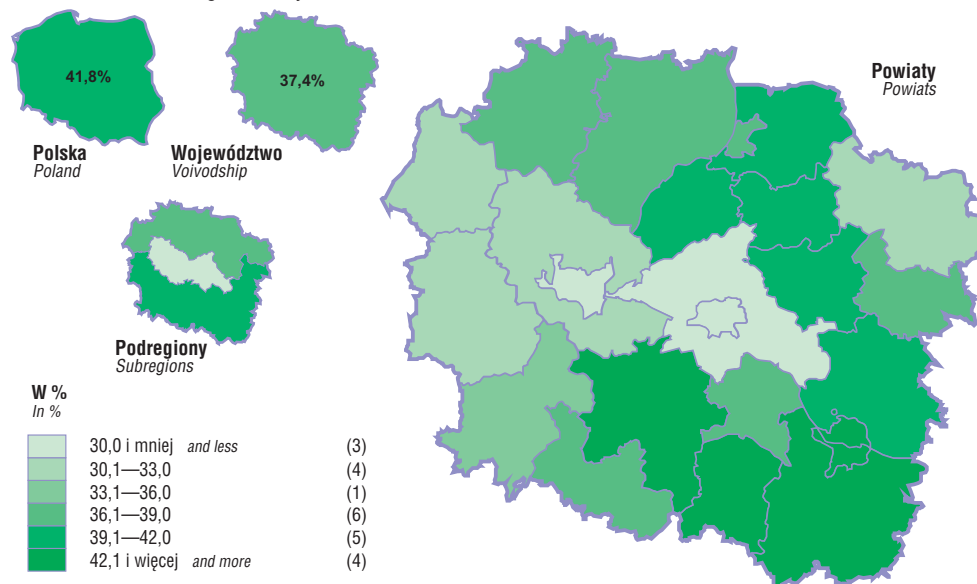 41,8%
37,4%
Polska
Poland
Województwo
Voivodship
Powiaty
Powiats
Podregiony
Subregions
W %
In %
30,0 i mniej and less (3)
30,1—33,0 (4)
33,1—36,0 (1)
36,1—39,0 (6)
39,1—42,0 (5)
42,1 i więcej and more (4)